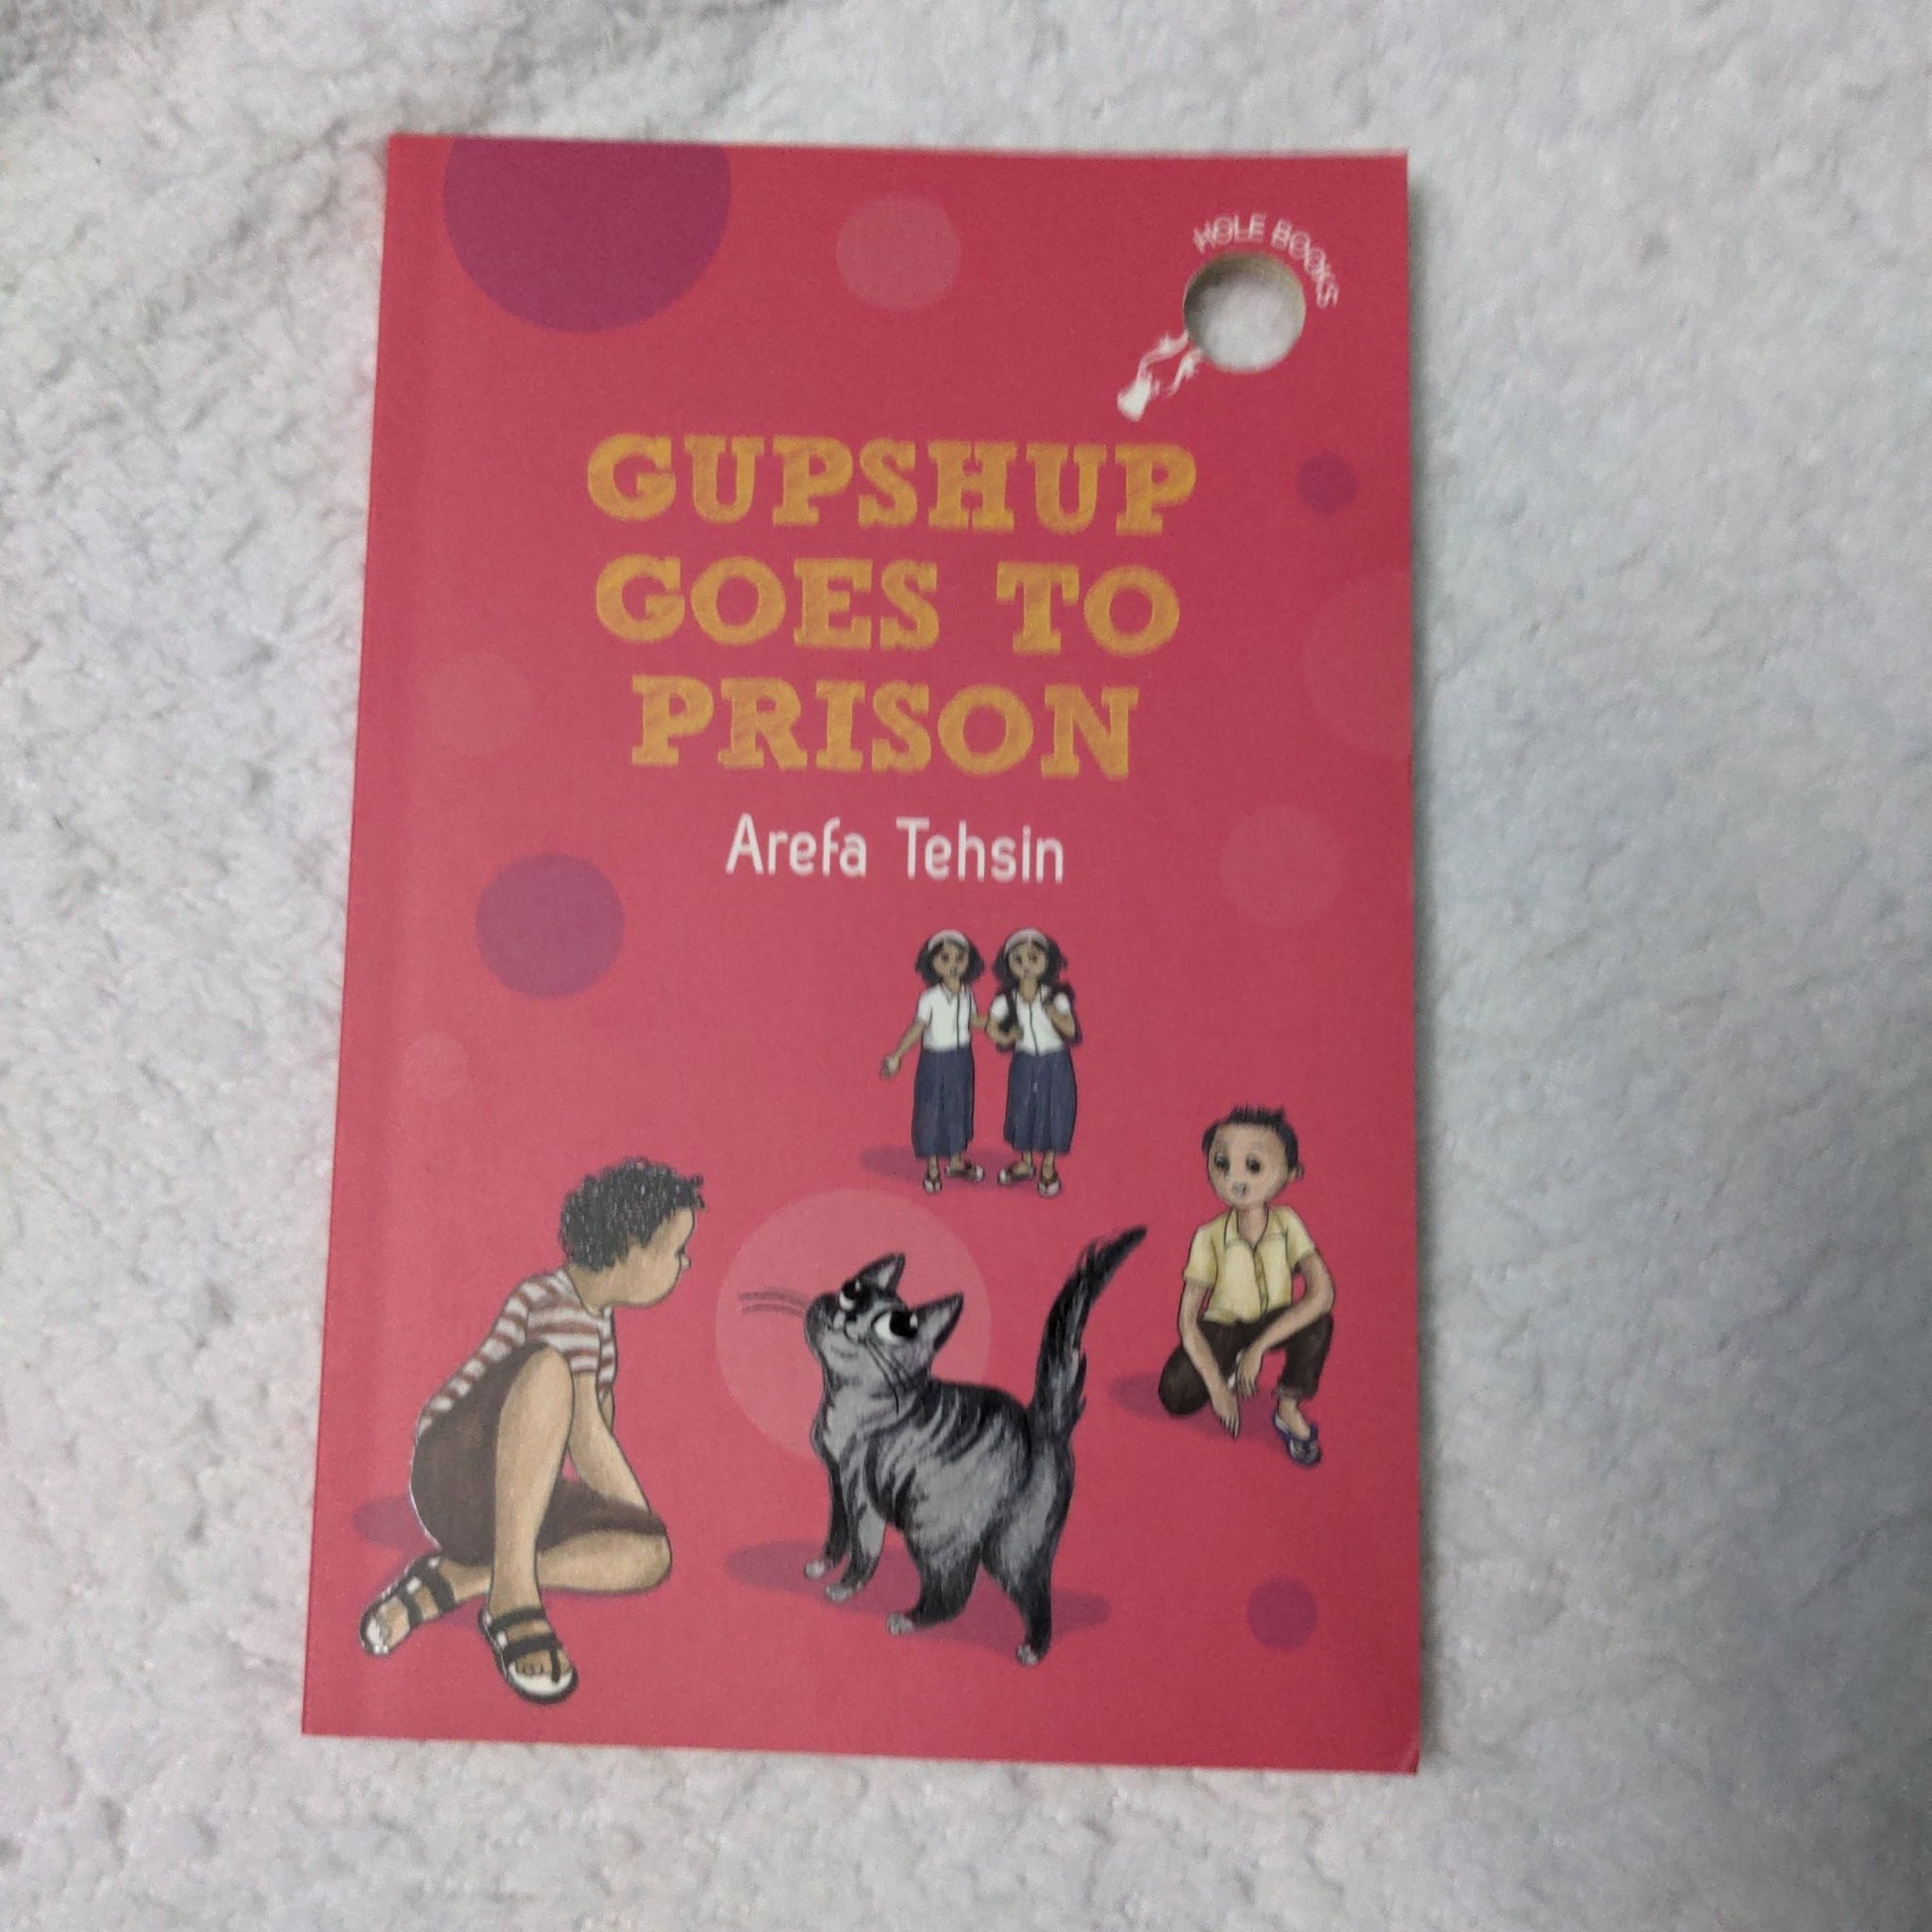 HOLE BOOKS
GUPSHUP
GOES TO
PRISON
Arefa Tehsin